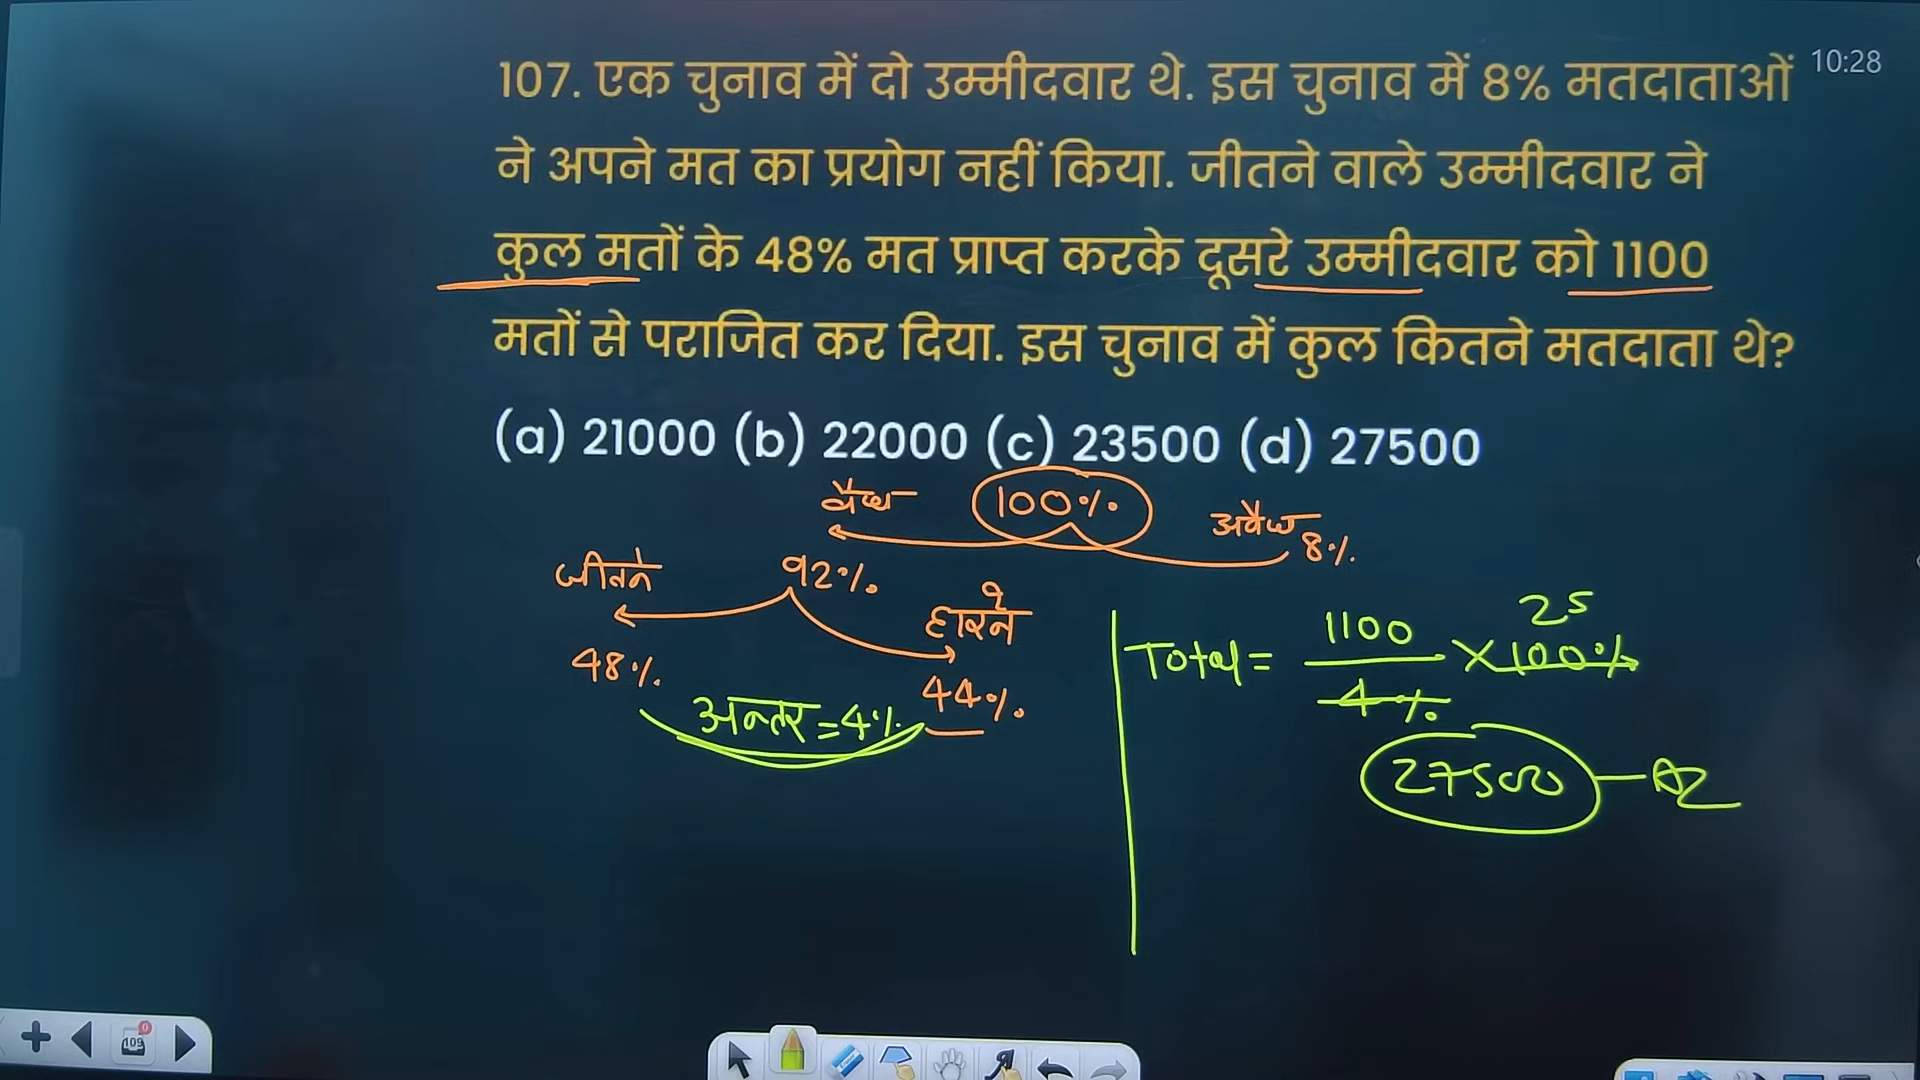 10:28
107. एक चुनाव में दो उम्मीदवार थे. इस चुनाव में 8% मतदाताओं
ने अपने मत का प्रयोग नहीं किया. जीतने वाले उम्मीदवार ने
कुल मतों के 48% मत प्राप्त करके दूसरे उम्मीदवार को 1100
मतों से पराजित कर दिया. इस चुनाव में कुल कितने मतदाता थे?
(a) 21000 (b) 22000 (c) 23500 (d) 27500
वैध 100% अवैध 8%
जीतने 92% हारने
48% 44%
अन्तर = 4%
Total = 1100 / 4% × 100% 25
27500
109
0